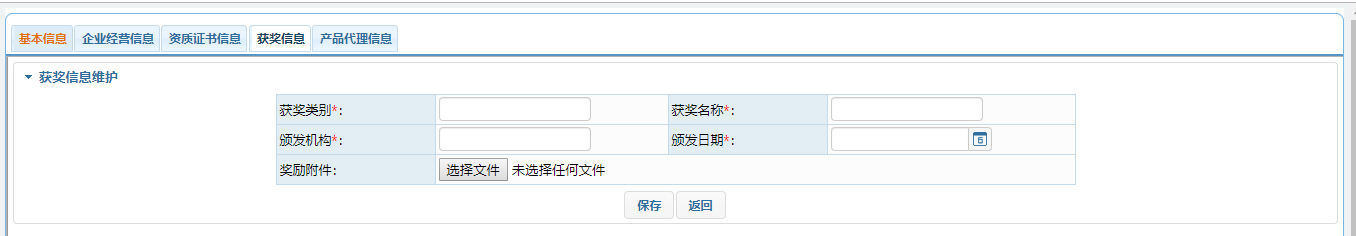 基本信息 企业经营信息 资质证书信息 获奖信息 产品代理信息
获奖信息维护
获奖类别*: 获奖名称*:
颁发机构*: 颁发日期*:
奖励附件: 选择文件 未选择任何文件
保存 返回